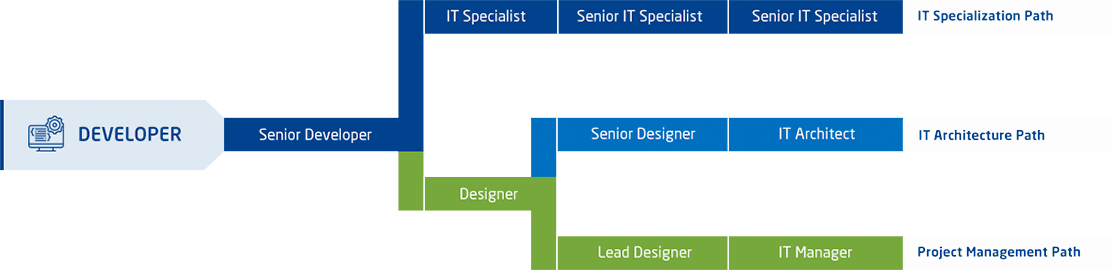 IT Specialist
Senior IT Specialist
Senior IT Specialist
IT Specialization Path
DEVELOPER
Senior Developer
Senior Designer
IT Architect
IT Architecture Path
Designer
Lead Designer
IT Manager
Project Management Path